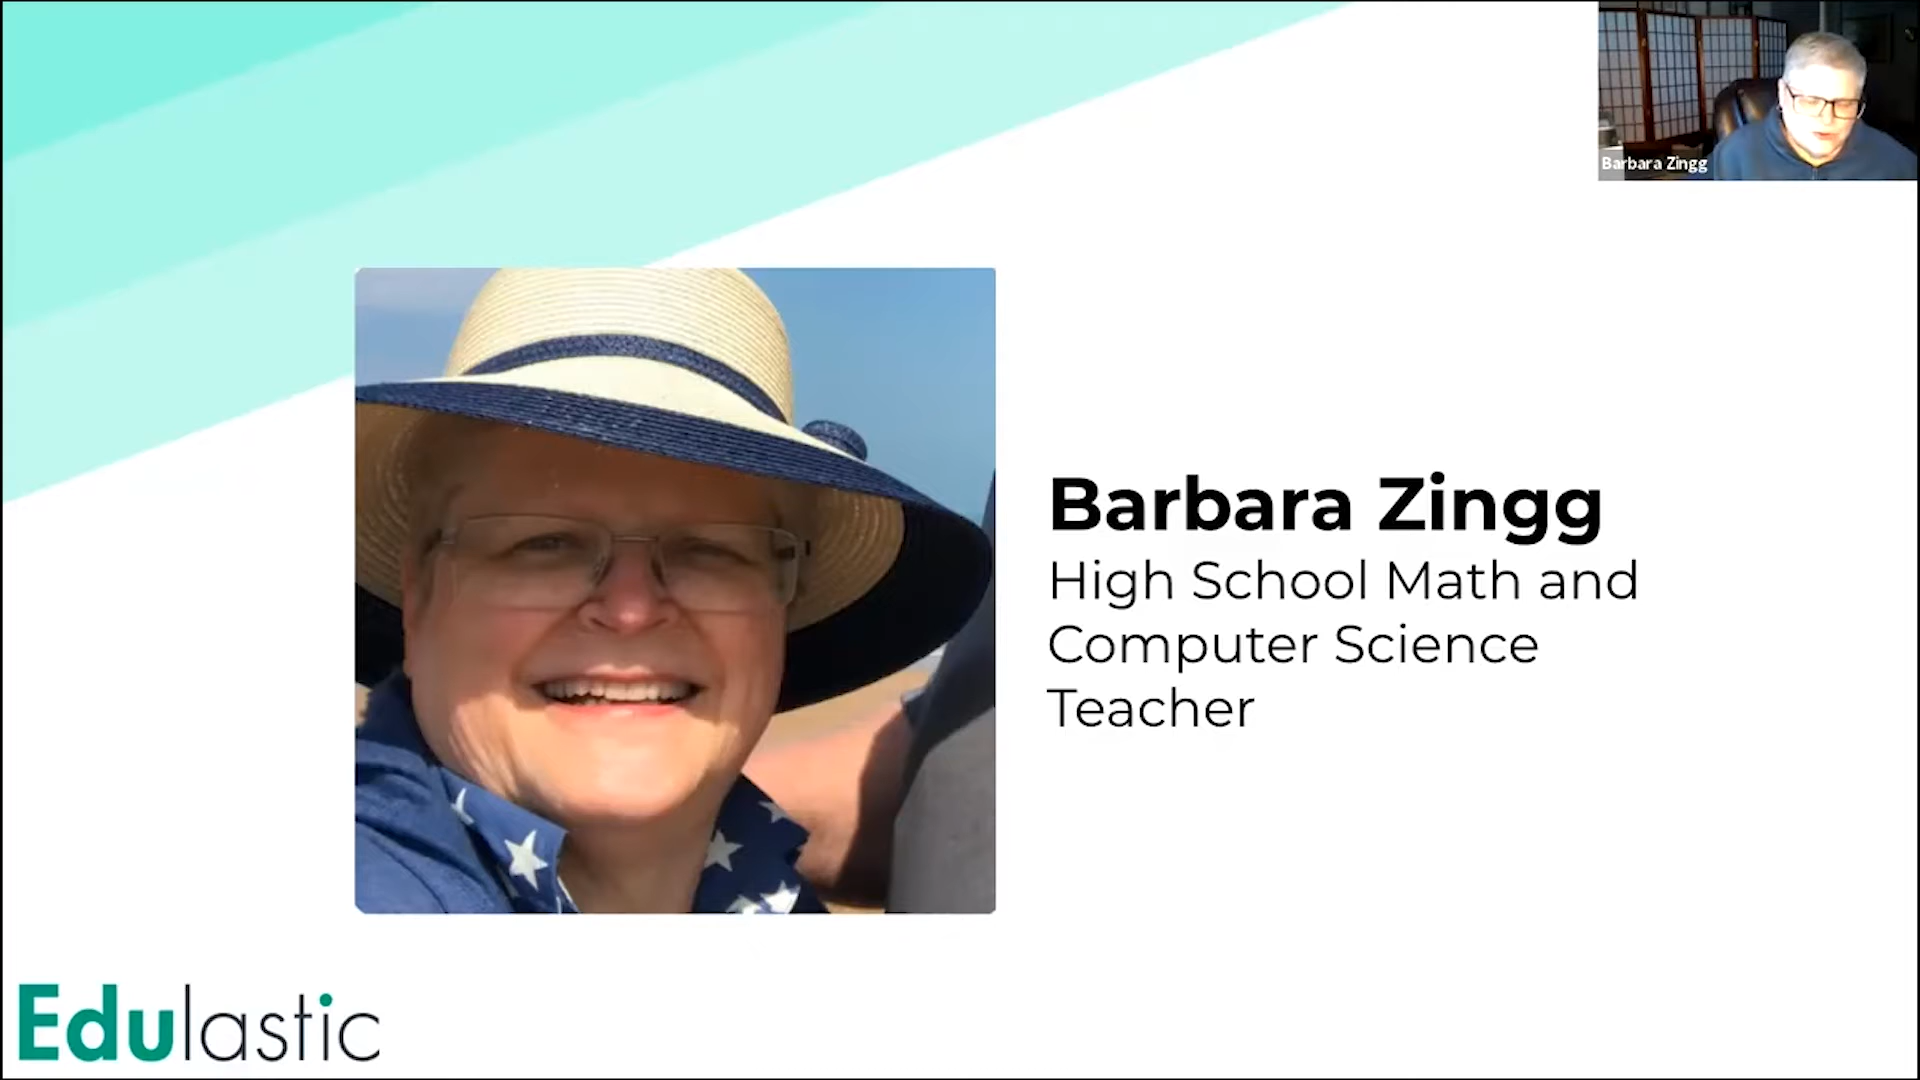 Barbara Zingg
Barbara Zingg
High School Math and
Computer Science
Teacher
Edulastic